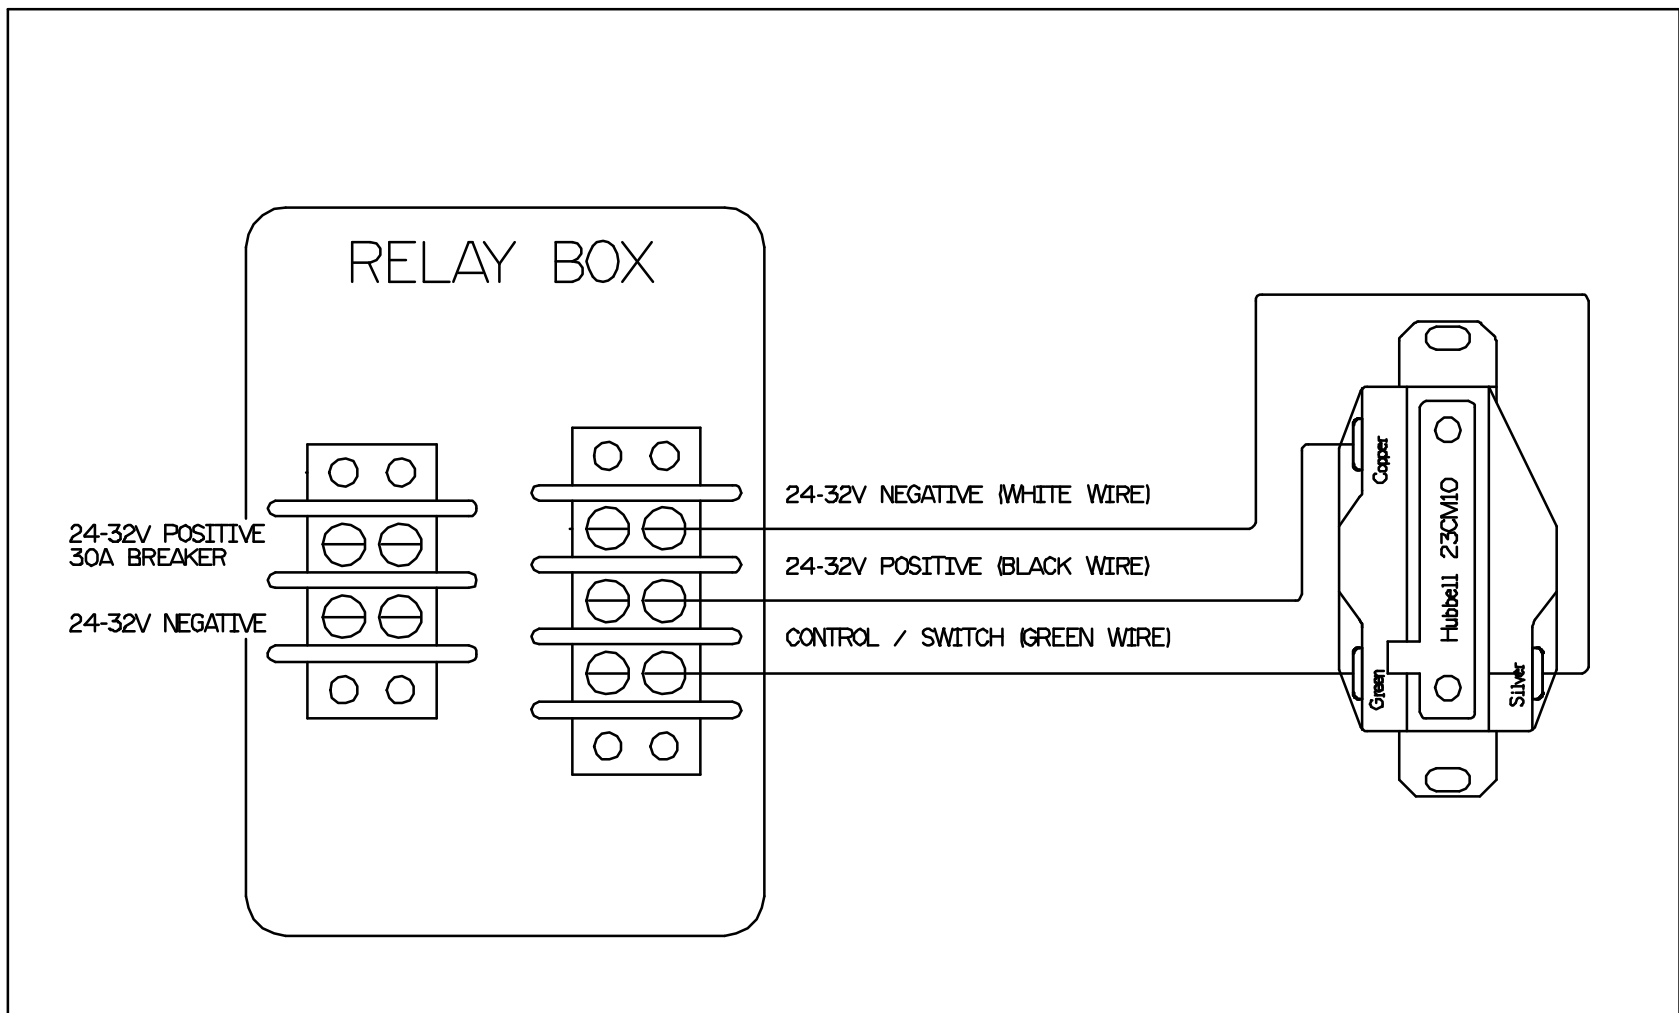 RELAY BOX
24-32V POSITIVE
30A BREAKER
24-32V NEGATIVE
24-32V NEGATIVE (WHITE WIRE)
24-32V POSITIVE (BLACK WIRE)
CONTROL / SWITCH (GREEN WIRE)
Copper
Green
Hubbell 23CM10
Silver